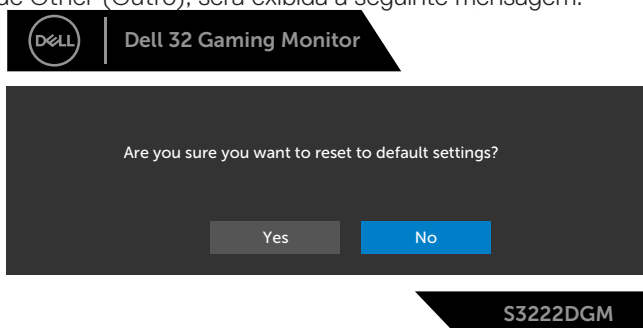 de Other (Outro), será exibida a seguinte mensagem:
DELL
Dell 32 Gaming Monitor
Are you sure you want to reset to default settings?
Yes No
S3222DGM